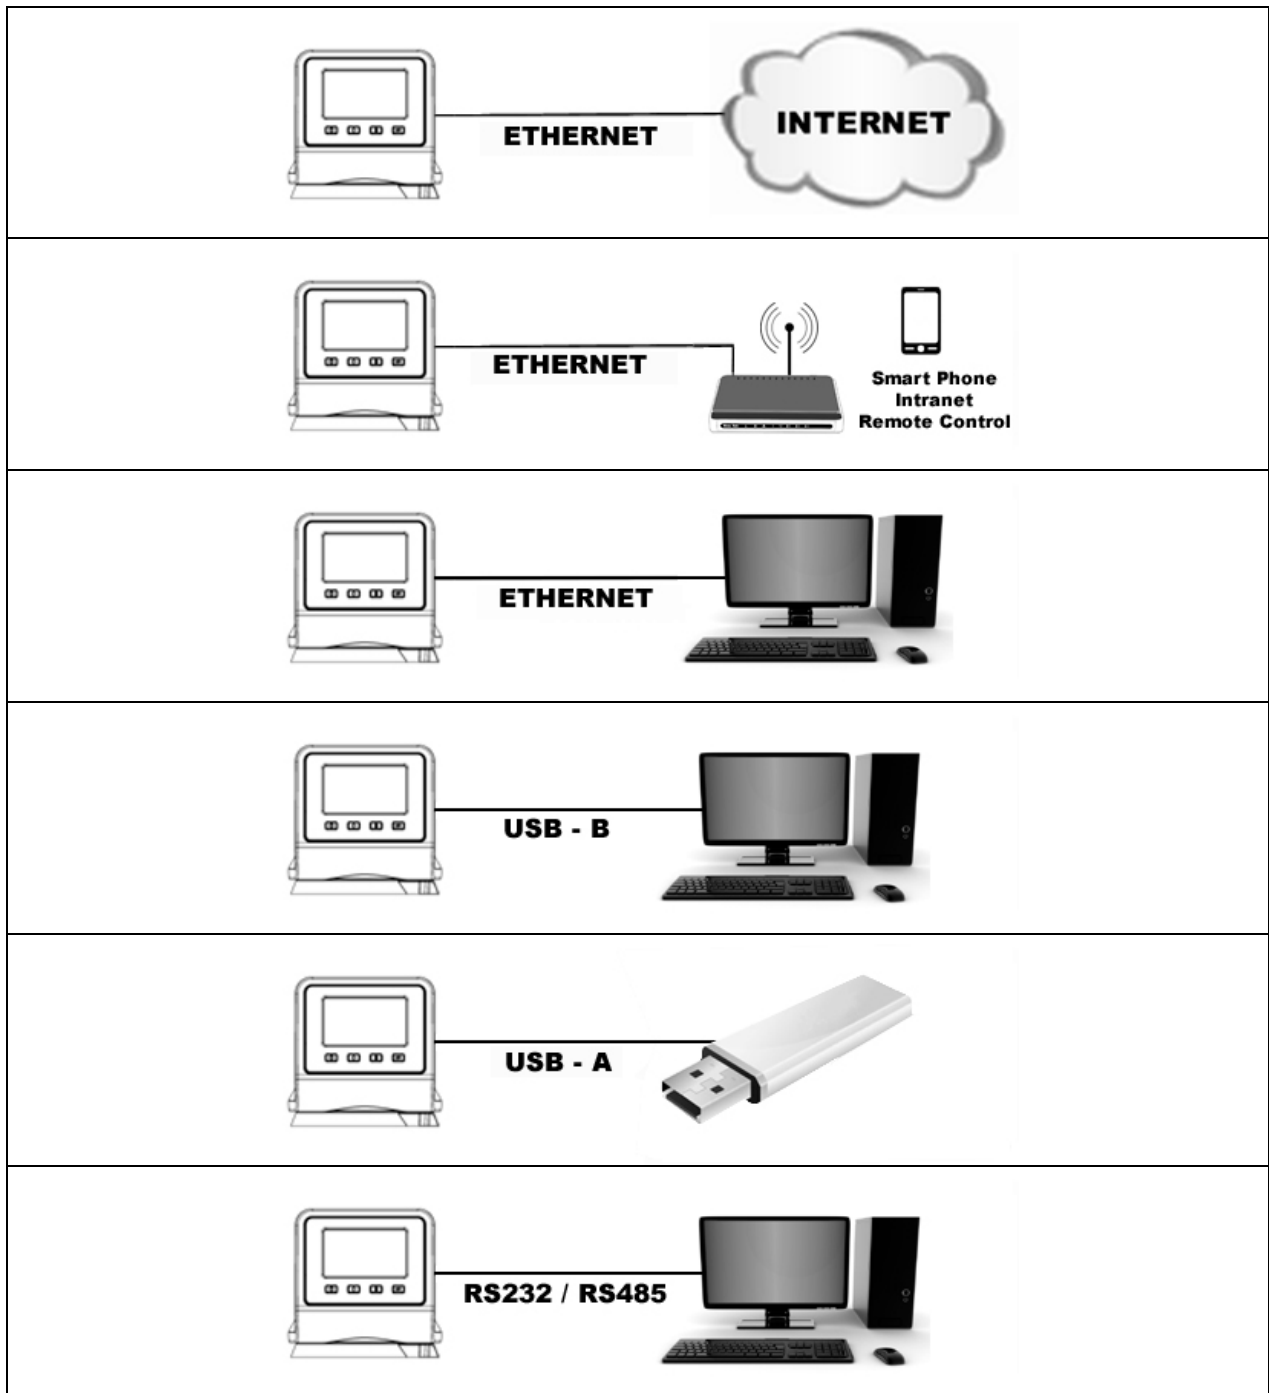 ETHERNET
INTERNET
ETHERNET
Smart Phone
Intranet
Remote Control
ETHERNET
USB - B
USB - A
RS232 / RS485